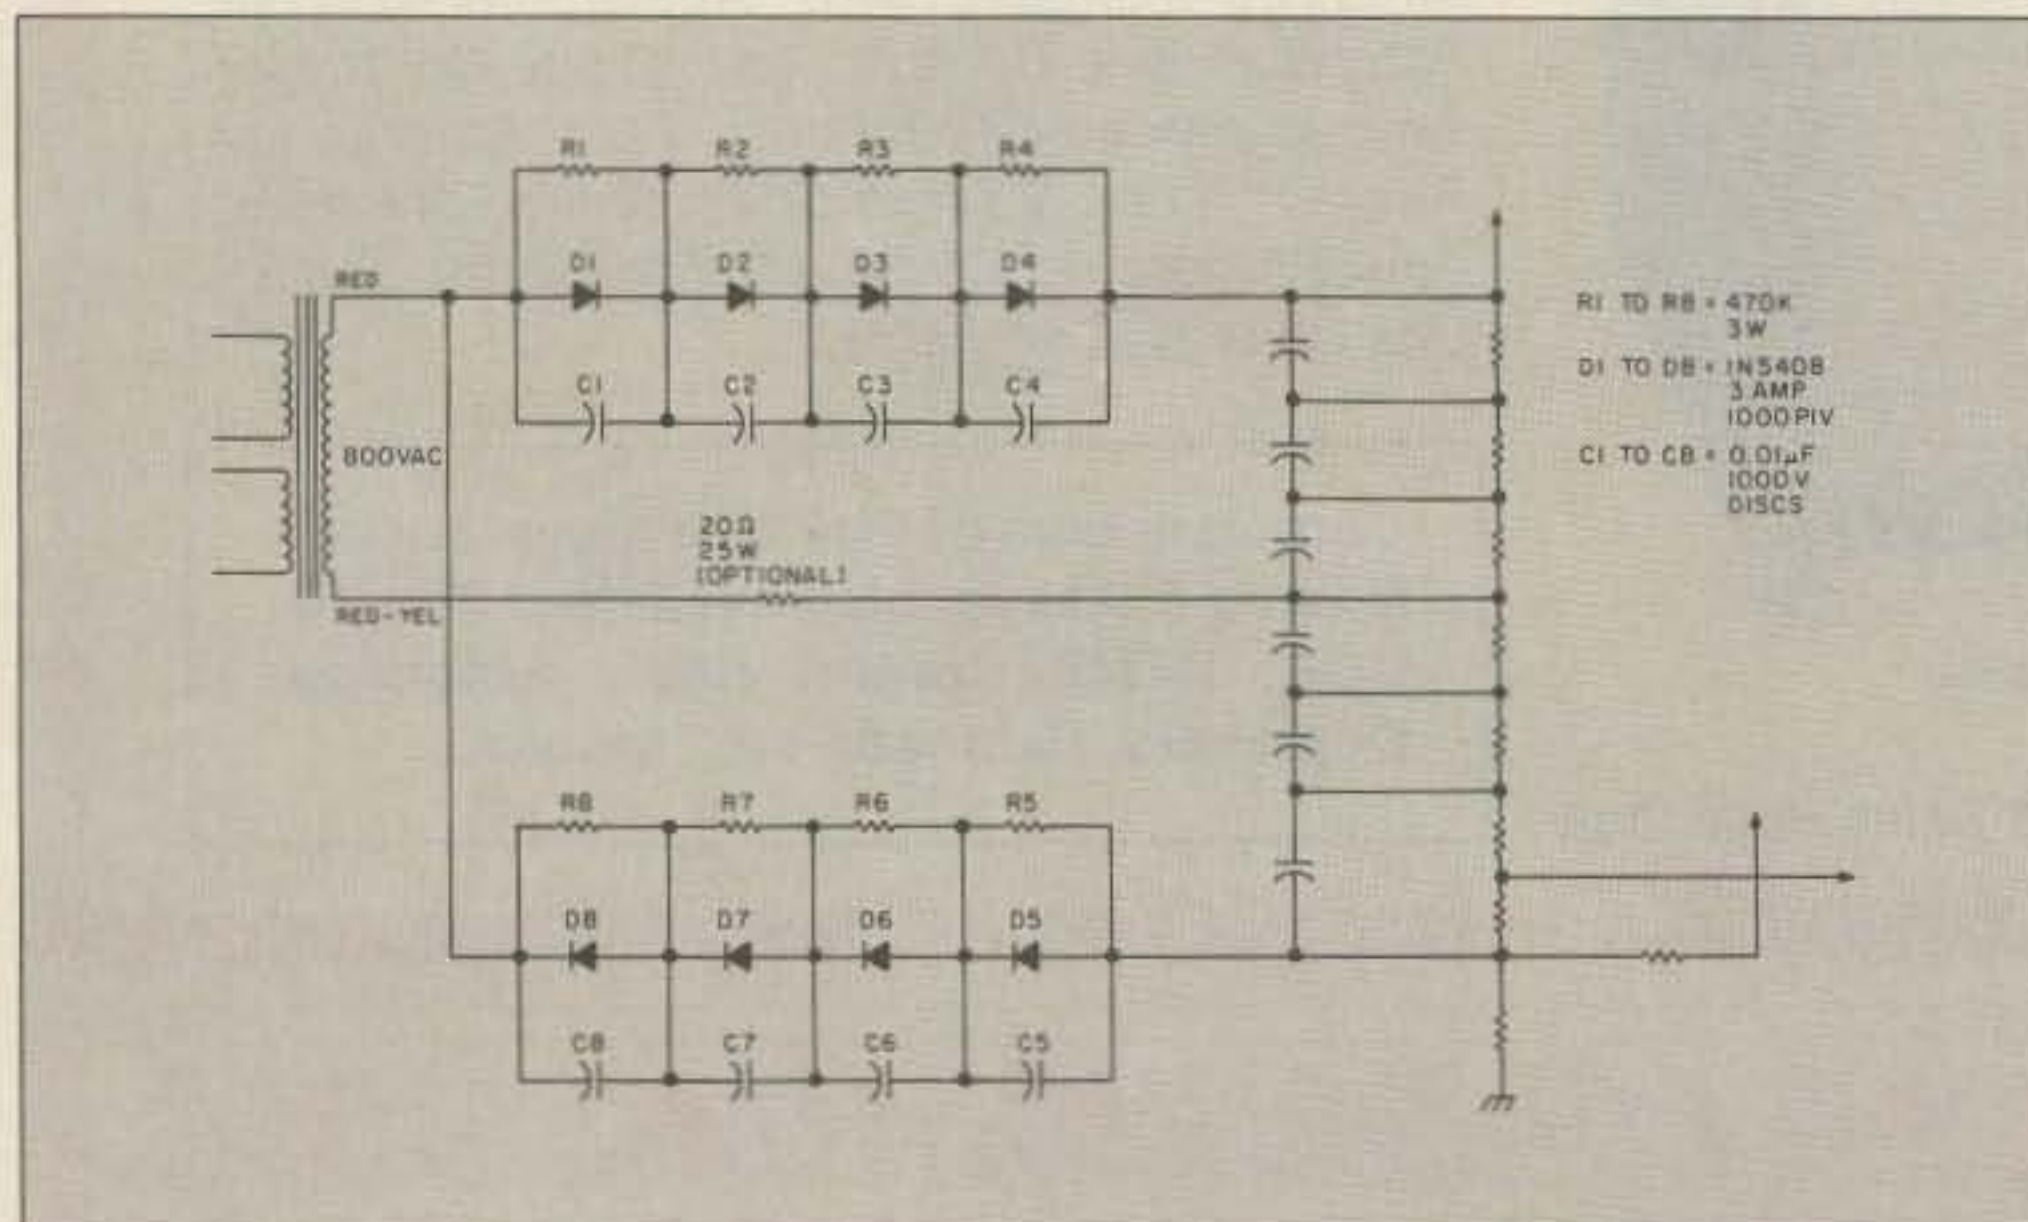 R1 R2 R3 R4
D1 D2 D3 D4
RED
C1 C2 C3 C4
800VAC
20Ω
25W
(OPTIONAL)
RED-YEL
R8 R7 R6 R5
D8 D7 D6 D5
C8 C7 C6 C5
R1 TO R8 = 470K
3W
D1 TO D8 = 1N5408
3 AMP
1000PIV
C1 TO C8 = 0.01µF
1000V
DISCS